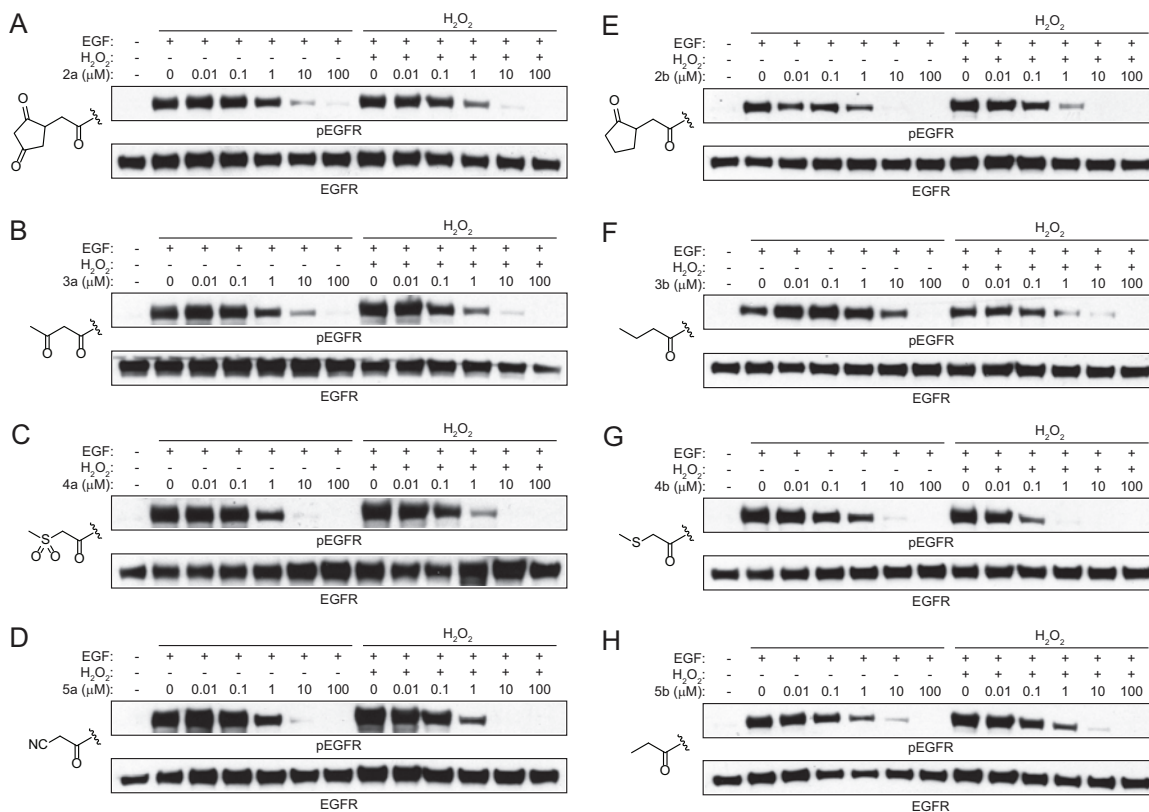 A
H2O2
EGF: - + + + + + + + + + + + +
H2O2: - - - - - - - + + + + + +
2a (μM): - 0 0.01 0.1 1 10 100 0 0.01 0.1 1 10 100
O
O
O
pEGFR
EGFR
B
H2O2
EGF: - + + + + + + + + + + + +
H2O2: - - - - - - - + + + + + +
3a (μM): - 0 0.01 0.1 1 10 100 0 0.01 0.1 1 10 100
O O
pEGFR
EGFR
C
H2O2
EGF: - + + + + + + + + + + + +
H2O2: - - - - - - - + + + + + +
4a (μM): - 0 0.01 0.1 1 10 100 0 0.01 0.1 1 10 100
S
O O O
pEGFR
EGFR
D
H2O2
EGF: - + + + + + + + + + + + +
H2O2: - - - - - - - + + + + + +
5a (μM): - 0 0.01 0.1 1 10 100 0 0.01 0.1 1 10 100
NC
O
pEGFR
EGFR
E
H2O2
EGF: - + + + + + + + + + + + +
H2O2: - - - - - - - + + + + + +
2b (μM): - 0 0.01 0.1 1 10 100 0 0.01 0.1 1 10 100
O
O
pEGFR
EGFR
F
H2O2
EGF: - + + + + + + + + + + + +
H2O2: - - - - - - - + + + + + +
3b (μM): - 0 0.01 0.1 1 10 100 0 0.01 0.1 1 10 100
O
pEGFR
EGFR
G
H2O2
EGF: - + + + + + + + + + + + +
H2O2: - - - - - - - + + + + + +
4b (μM): - 0 0.01 0.1 1 10 100 0 0.01 0.1 1 10 100
S
O
pEGFR
EGFR
H
H2O2
EGF: - + + + + + + + + + + + +
H2O2: - - - - - - - + + + + + +
5b (μM): - 0 0.01 0.1 1 10 100 0 0.01 0.1 1 10 100
O
pEGFR
EGFR